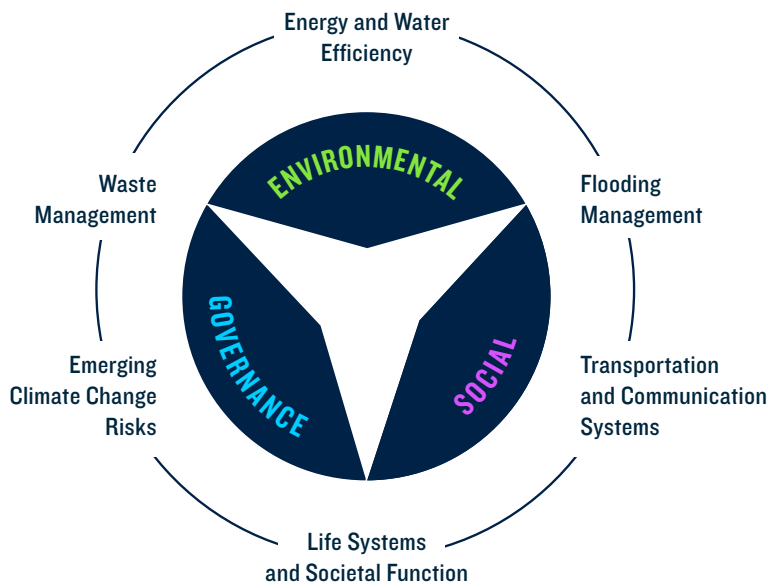 Energy and Water
Efficiency
ENVIRONMENTAL
Waste
Management
Flooding
Management
GOVERNANCE
SOCIAL
Emerging
Climate Change
Risks
Transportation
and Communication
Systems
Life Systems
and Societal Function